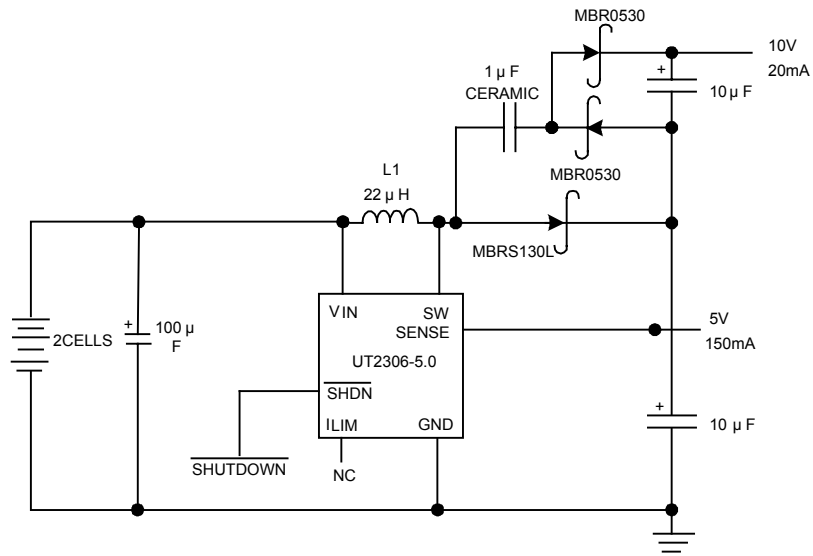 MBR0530
10V
20mA
1 µ F
CERAMIC
+
10 µ F
MBR0530
L1
22 µ H
MBRS130L
VIN
SW
SENSE
5V
150mA
UT2306-5.0
2CELLS
+
100 µ
F
SHDN
ILIM
GND
+
10 µ F
SHUTDOWN
NC